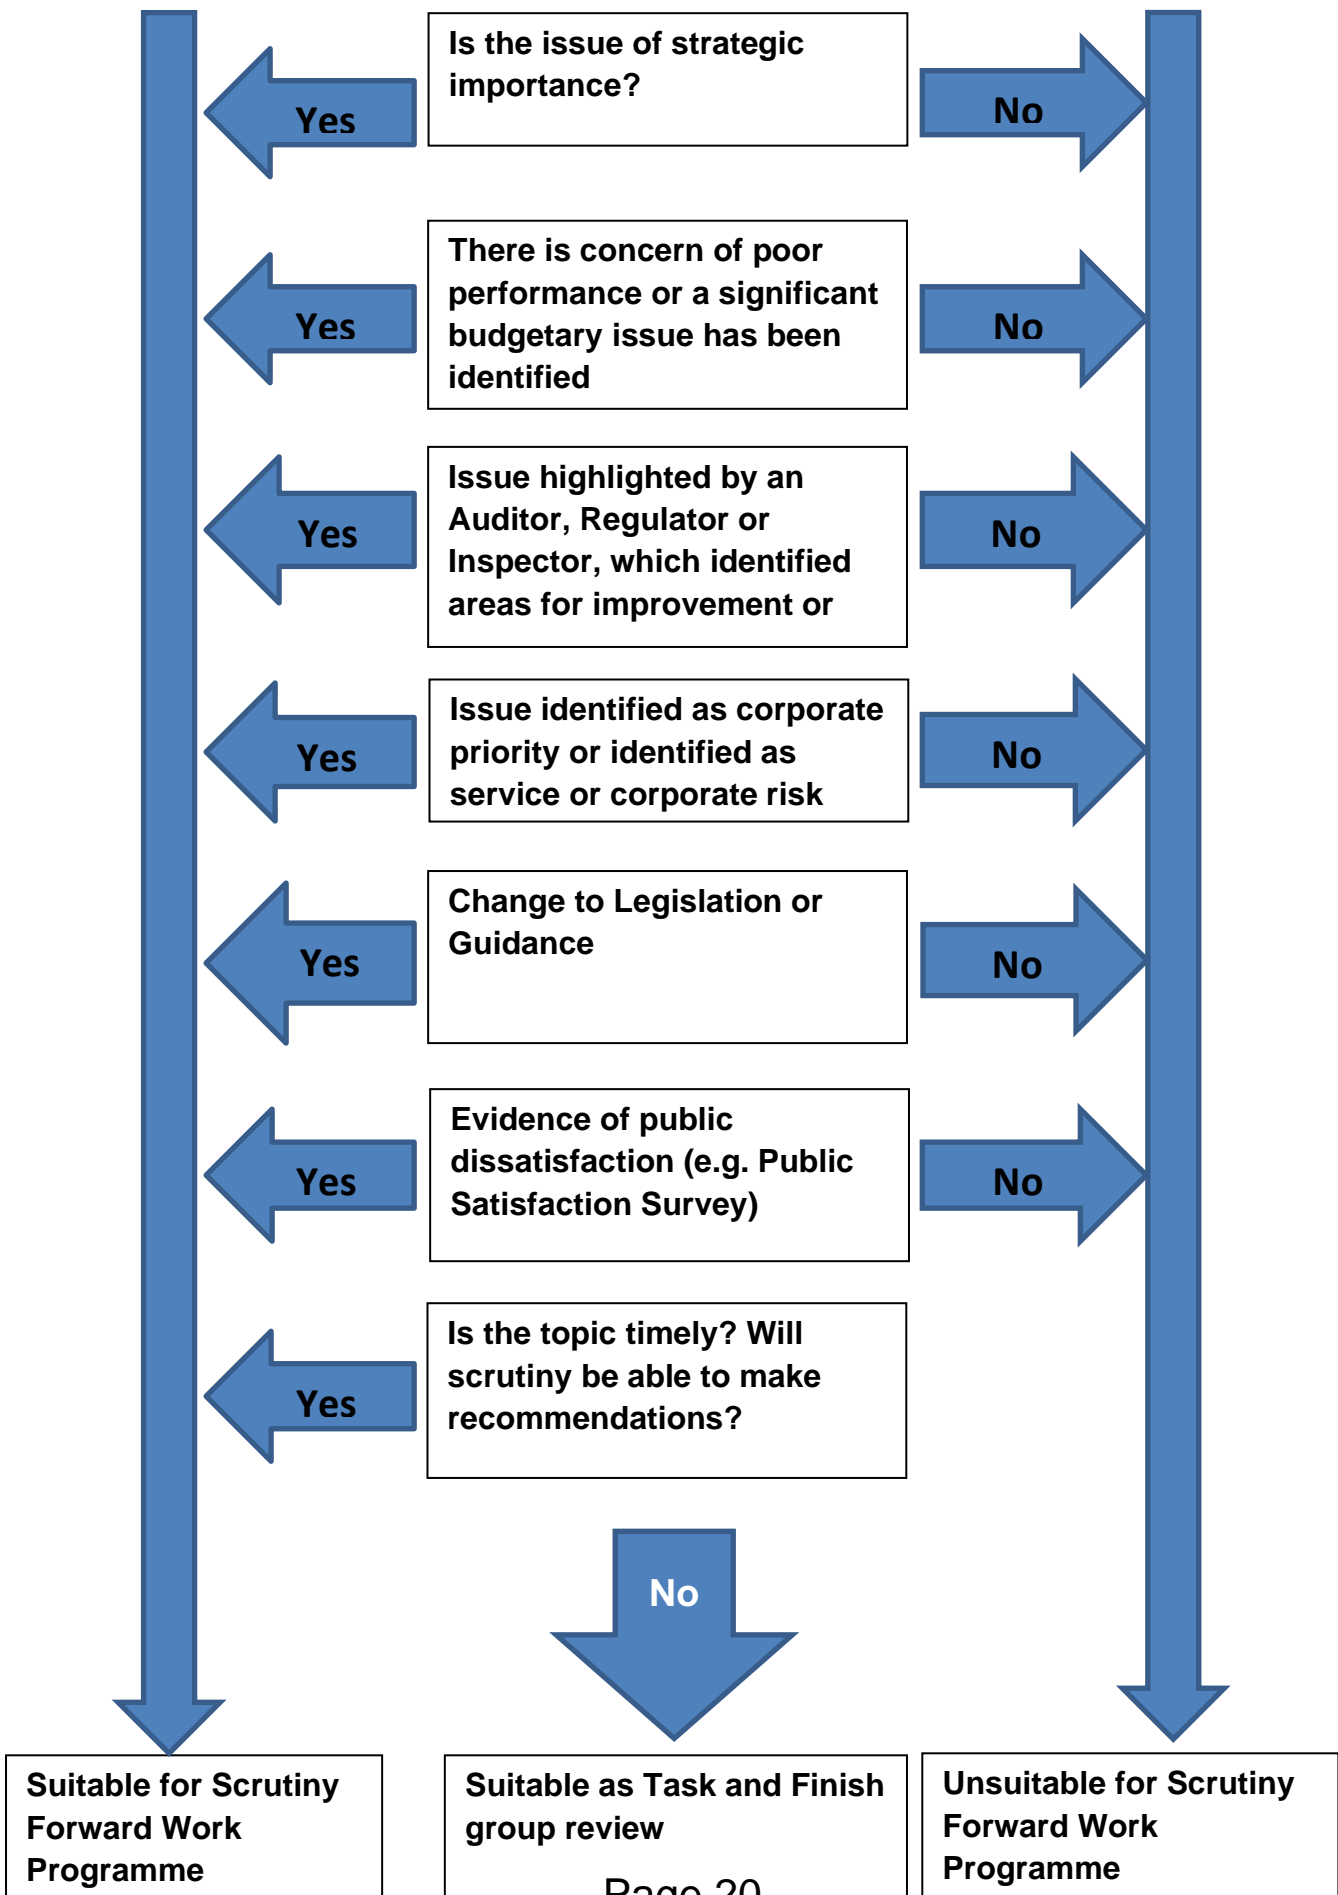 Is the issue of strategic
importance?
Yes
No
There is concern of poor
performance or a significant
budgetary issue has been
identified
Yes
No
Issue highlighted by an
Auditor, Regulator or
Inspector, which identified
areas for improvement or
Yes
No
Issue identified as corporate
priority or identified as
service or corporate risk
Yes
No
Change to Legislation or
Guidance
Yes
No
Evidence of public
dissatisfaction (e.g. Public
Satisfaction Survey)
Yes
No
Is the topic timely? Will
scrutiny be able to make
recommendations?
Yes
No
Suitable for Scrutiny
Forward Work
Programme
Suitable as Task and Finish
group review
Unsuitable for Scrutiny
Forward Work
Programme
Page 20